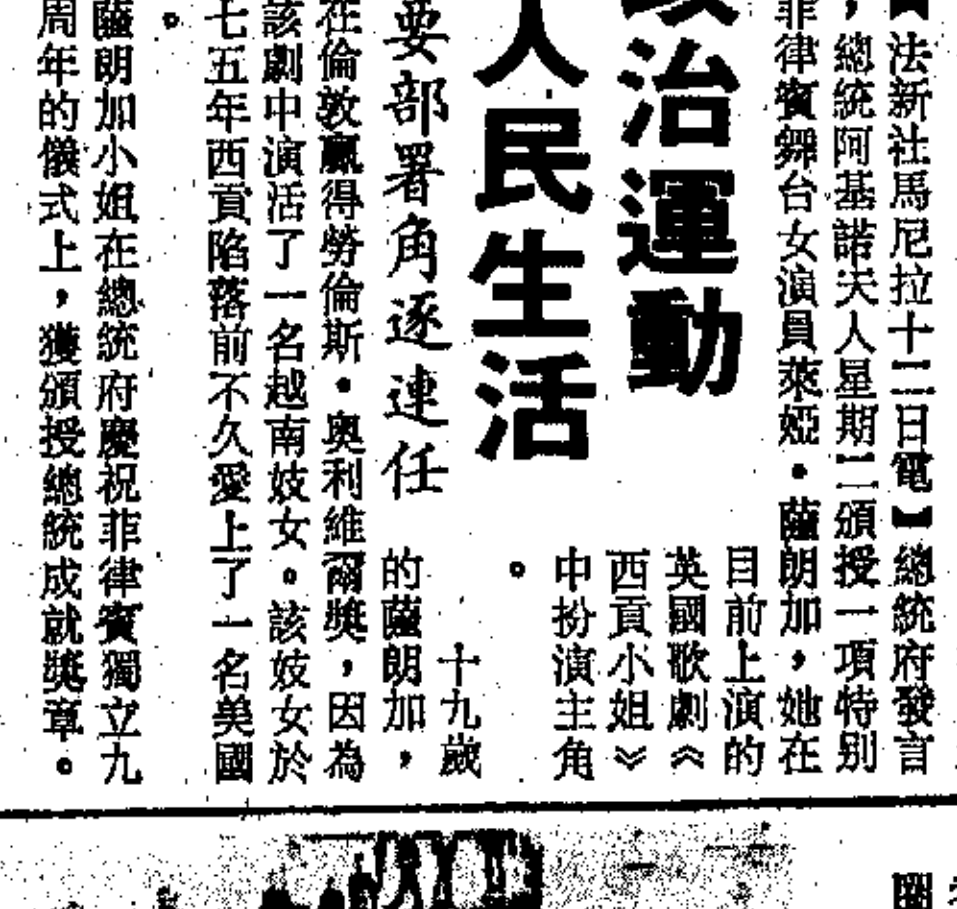 【法新社馬尼拉十二日電】總統府發言
，總統阿基諾夫人星期二頒授一項特別
菲律賓舞台女演員萊婭・薩朗加，她在
目前上演的
英國歌劇《
西貢小姐》
中扮演主角
。
治運動
人民生活
要部署角逐連任
十九歲
的薩朗加，
在倫敦贏得勞倫斯・奧利維爾獎，因為
該劇中演活了一名越南妓女。該妓女於
七五年西貢陷落前不久愛上了一名美國
。
薩朗加小姐在總統府慶祝菲律賓獨立九
周年的儀式上，獲頒授總統成就獎章。
圈